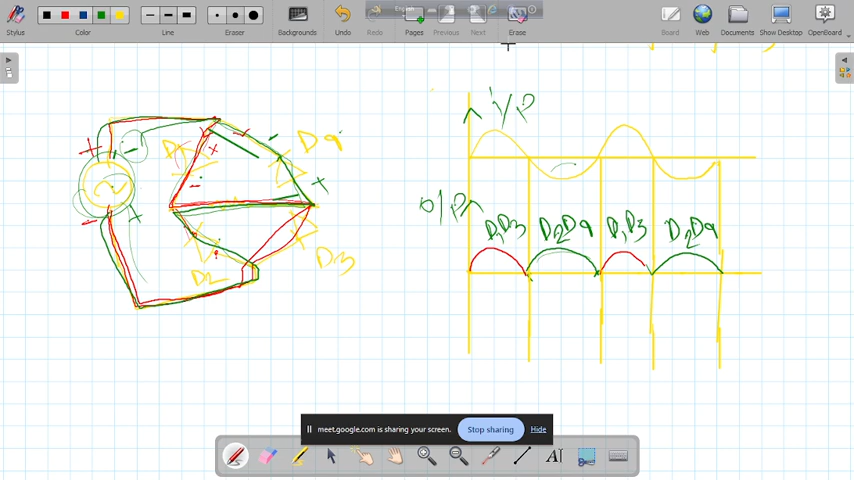 Stylus
Color
Line
Eraser
Backgrounds
Undo
Redo
Pages
Previous
Next
Erase
Board
Web
Documents
Show Desktop
OpenBoard
English
i/P
+
-
D4
+
-
+
-
+
D3
D2
o/P
D1D3
D2D4
D1D3
D2D4
meet.google.com is sharing your screen.
Stop sharing
Hide